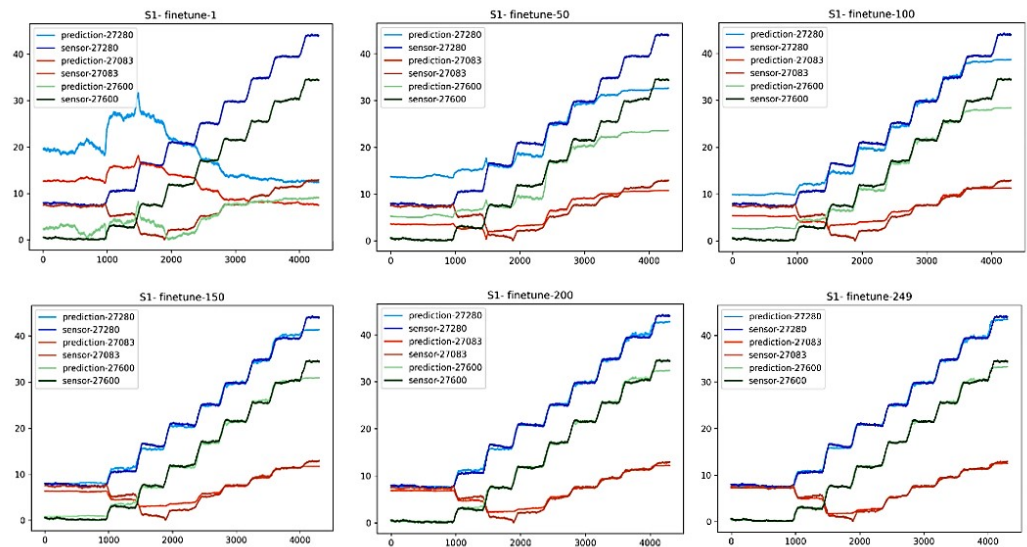 S1- finetune-1
prediction-27280
sensor-27280
prediction-27083
sensor-27083
prediction-27600
sensor-27600
40
30
20
10
0
0 1000 2000 3000 4000
S1- finetune-50
prediction-27280
sensor-27280
prediction-27083
sensor-27083
prediction-27600
sensor-27600
40
30
20
10
0
0 1000 2000 3000 4000
S1- finetune-100
prediction-27280
sensor-27280
prediction-27083
sensor-27083
prediction-27600
sensor-27600
40
30
20
10
0
0 1000 2000 3000 4000
S1- finetune-150
prediction-27280
sensor-27280
prediction-27083
sensor-27083
prediction-27600
sensor-27600
40
30
20
10
0
0 1000 2000 3000 4000
S1- finetune-200
prediction-27280
sensor-27280
prediction-27083
sensor-27083
prediction-27600
sensor-27600
40
30
20
10
0
0 1000 2000 3000 4000
S1- finetune-249
prediction-27280
sensor-27280
prediction-27083
sensor-27083
prediction-27600
sensor-27600
40
30
20
10
0
0 1000 2000 3000 4000